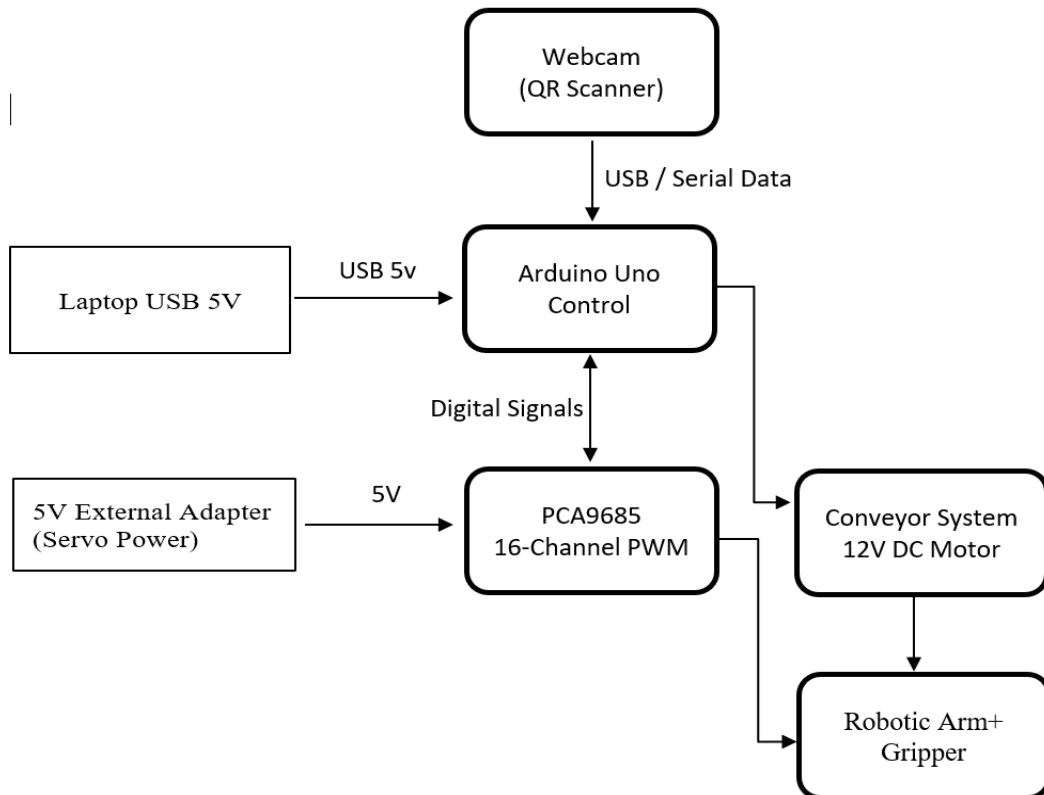 Webcam
(QR Scanner)
USB / Serial Data
Laptop USB 5V
USB 5v
Arduino Uno
Control
Digital Signals
5V External Adapter
(Servo Power)
5V
PCA9685
16-Channel PWM
Conveyor System
12V DC Motor
Robotic Arm+
Gripper